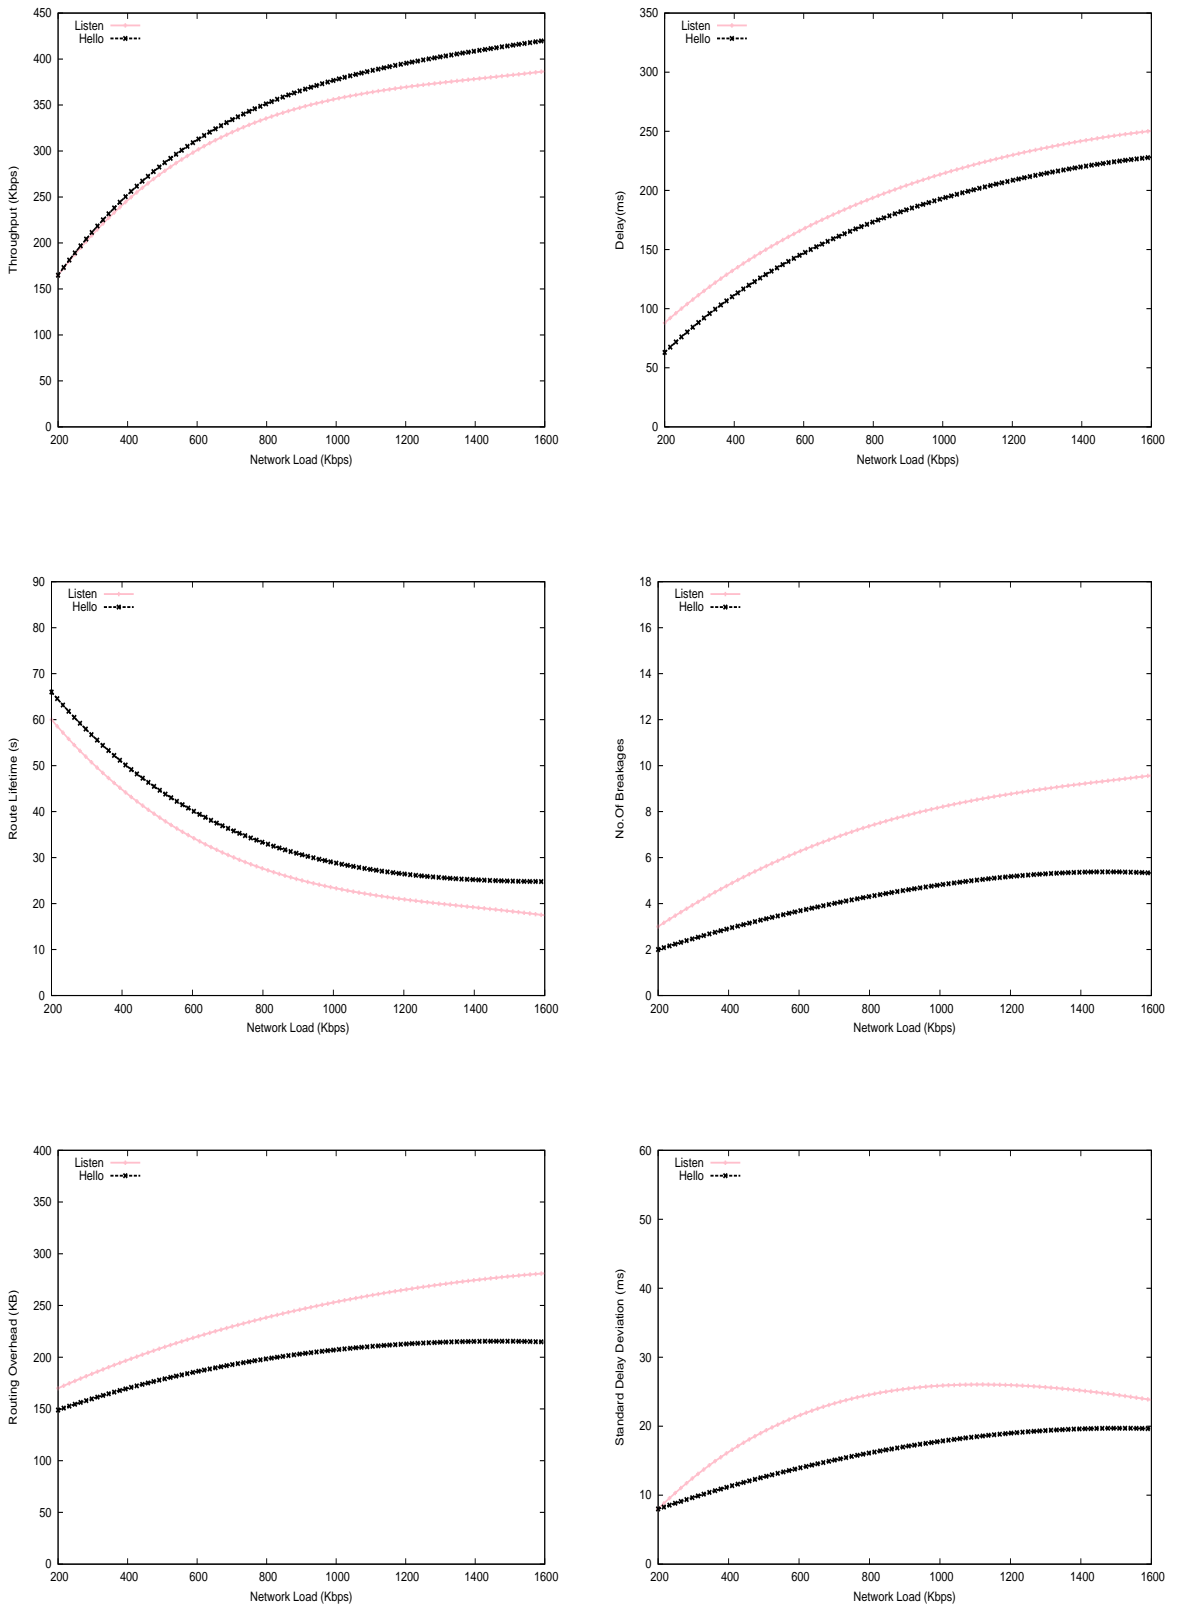 Listen
Hello
450
400
350
300
250
200
150
100
50
0
Throughput (Kbps)
200 400 600 800 1000 1200 1400 1600
Network Load (Kbps)
Listen
Hello
350
300
250
200
150
100
50
0
Delay(ms)
200 400 600 800 1000 1200 1400 1600
Network Load (Kbps)
Listen
Hello
90
80
70
60
50
40
30
20
10
0
Route Lifetime (s)
200 400 600 800 1000 1200 1400 1600
Network Load (Kbps)
Listen
Hello
18
16
14
12
10
8
6
4
2
0
No.Of Breakages
200 400 600 800 1000 1200 1400 1600
Network Load (Kbps)
Listen
Hello
400
350
300
250
200
150
100
50
0
Routing Overhead (KB)
200 400 600 800 1000 1200 1400 1600
Network Load (Kbps)
Listen
Hello
60
50
40
30
20
10
0
Standard Delay Deviation (ms)
200 400 600 800 1000 1200 1400 1600
Network Load (Kbps)